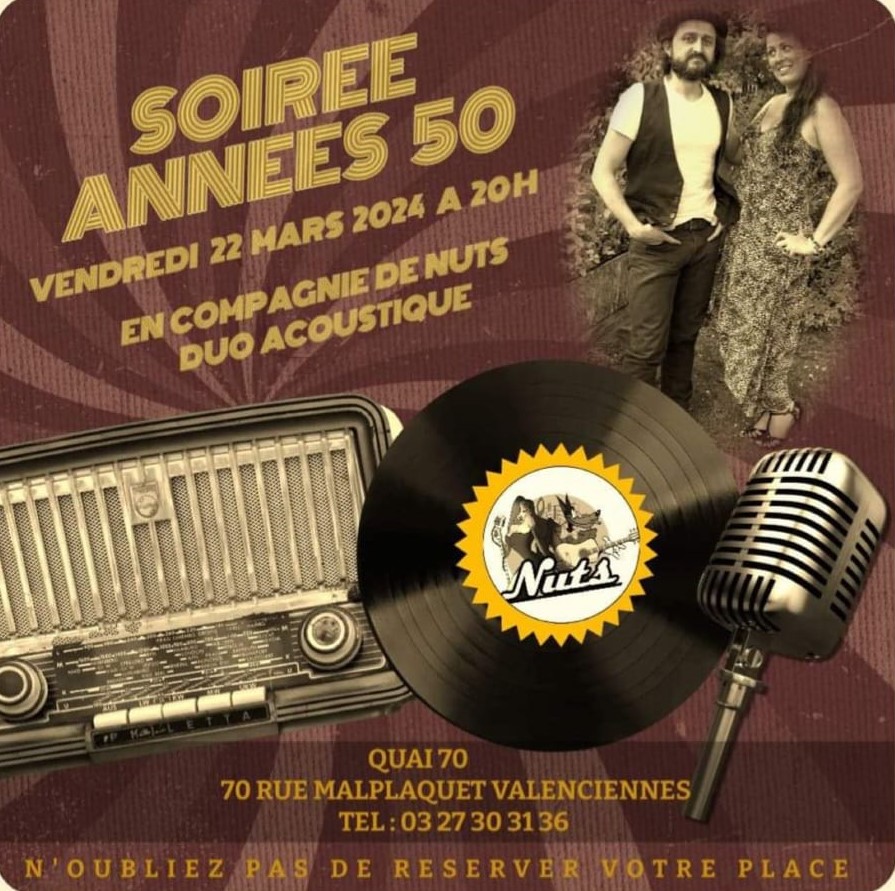 SOIREE
ANNEES 50
VENDREDI 22 MARS 2024 A 20H
EN COMPAGNIE DE NUTS
DUO ACOUSTIQUE
Nuts
QUAI 70
70 RUE MALPLAQUET VALENCIENNES
TEL : 03 27 30 31 36
N'OUBLIEZ PAS DE RESERVER VOTRE PLACE